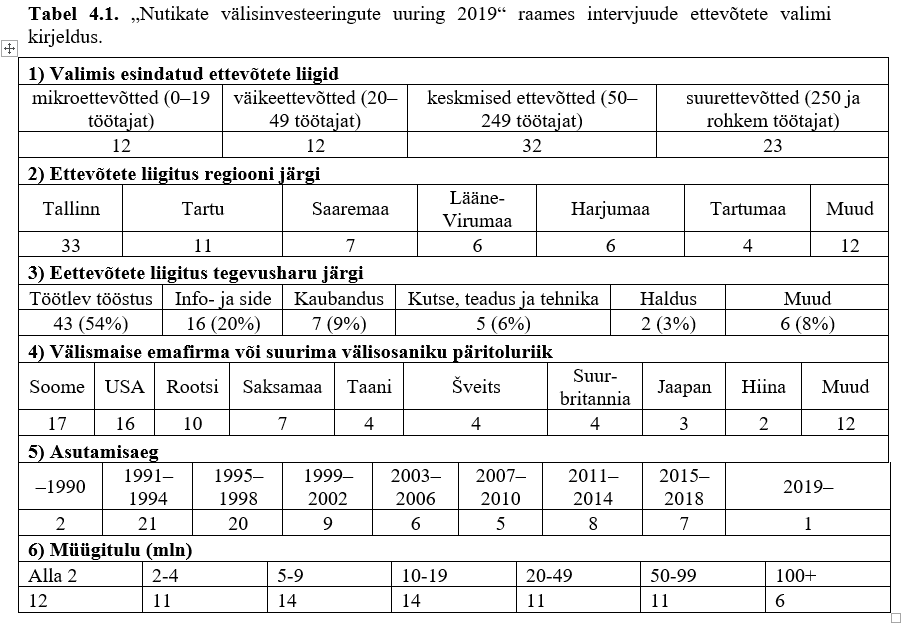 Tabel 4.1. „Nutikate välisinvesteeringute uuring 2019“ raames intervjuude ettevõtete valimi
kirjeldus.
1) Valimis esindatud ettevõtete liigid
mikroettevõtted (0–19 töötajat) väikeettevõtted (20–49 töötajat) keskmised ettevõtted (50–249 töötajat) suurettevõtted (250 ja rohkem töötajat)
12 12 32 23
2) Ettevõtete liigitus regiooni järgi
Tallinn Tartu Saaremaa Lääne-Virumaa Harjumaa Tartumaa Muud
33 11 7 6 6 4 12
3) Eettevõtete liigitus tegevusharu järgi
Töötlev tööstus Info- ja side Kaubandus Kutse, teadus ja tehnika Haldus Muud
43 (54%) 16 (20%) 7 (9%) 5 (6%) 2 (3%) 6 (8%)
4) Välismaise emafirma või suurima välisosaniku päritoluriik
Soome USA Rootsi Saksamaa Taani Šveits Suur-britannia Jaapan Hiina Muud
17 16 10 7 4 4 4 3 2 12
5) Asutamisaeg
–1990 1991–1994 1995–1998 1999–2002 2003–2006 2007–2010 2011–2014 2015–2018 2019–
2 21 20 9 6 5 8 7 1
6) Müügitulu (mln)
Alla 2 2-4 5-9 10-19 20-49 50-99 100+
12 11 14 14 11 11 6